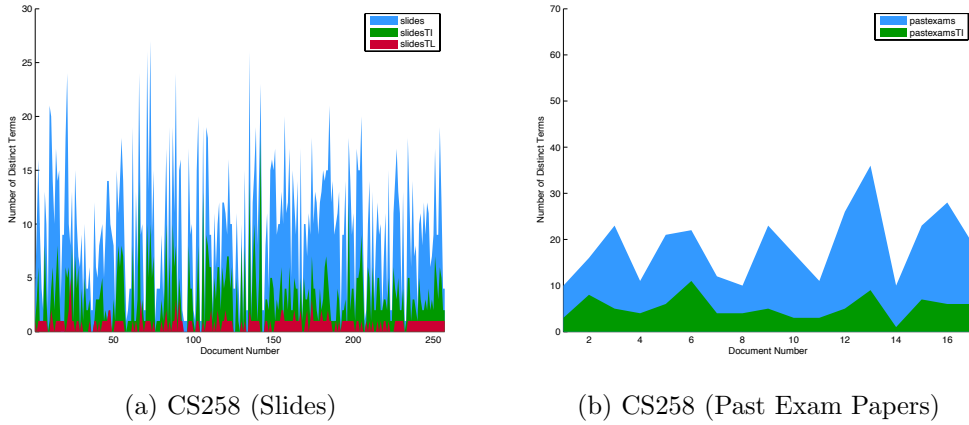 30
25
20
15
10
5
0
Number of Distinct Terms
50
100
150
200
250
Document Number
slides
slidesTI
slidesTL
(a) CS258 (Slides)
70
60
50
40
30
20
10
0
Number of Distinct Terms
2
4
6
8
10
12
14
16
Document Number
pastexams
pastexamsTI
(b) CS258 (Past Exam Papers)